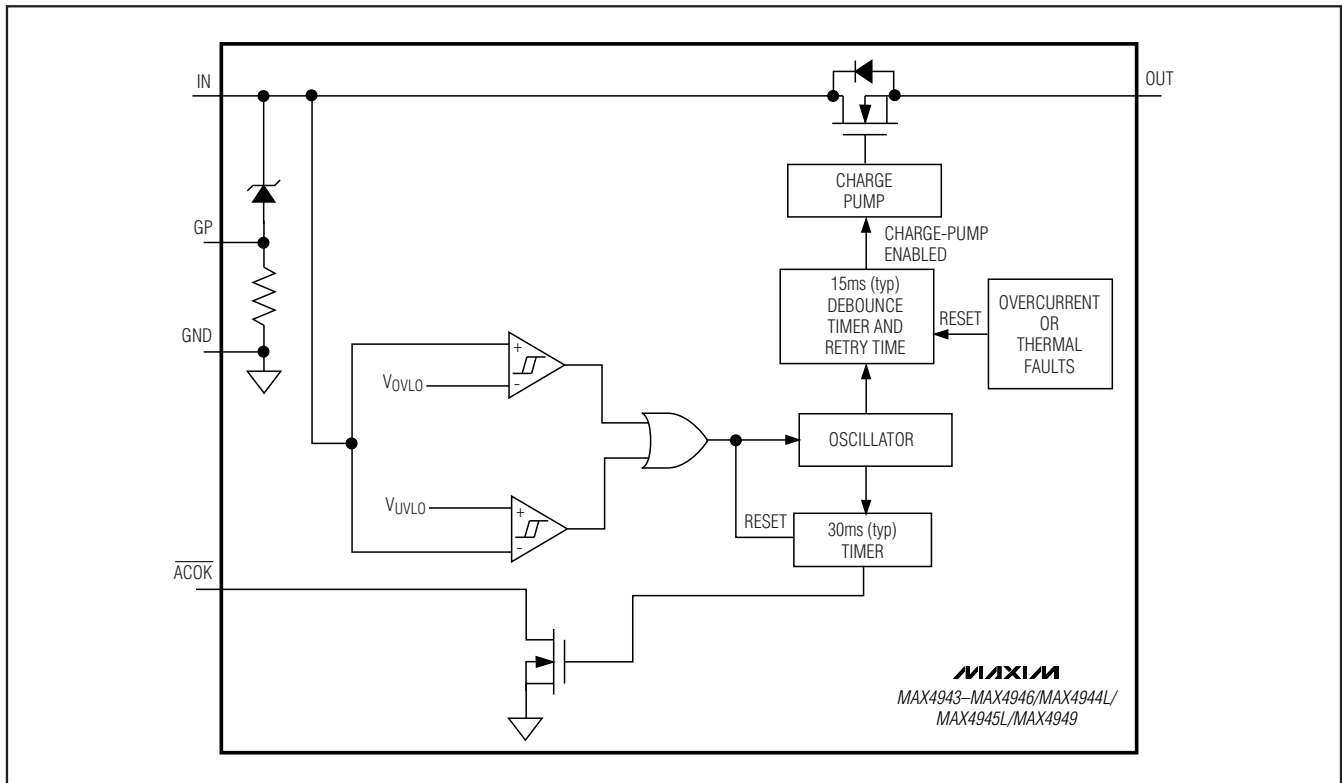 IN
OUT
CHARGE
PUMP
GP
CHARGE-PUMP
ENABLED
15ms (typ)
DEBOUNCE
TIMER AND
RETRY TIME
RESET
OVERCURRENT
OR
THERMAL
FAULTS
GND
+
VOVLO
-
OSCILLATOR
VUVLO
+
-
RESET
30ms (typ)
TIMER
ACOK
MAXIM
MAX4943–MAX4946/MAX4944L/
MAX4945L/MAX4949